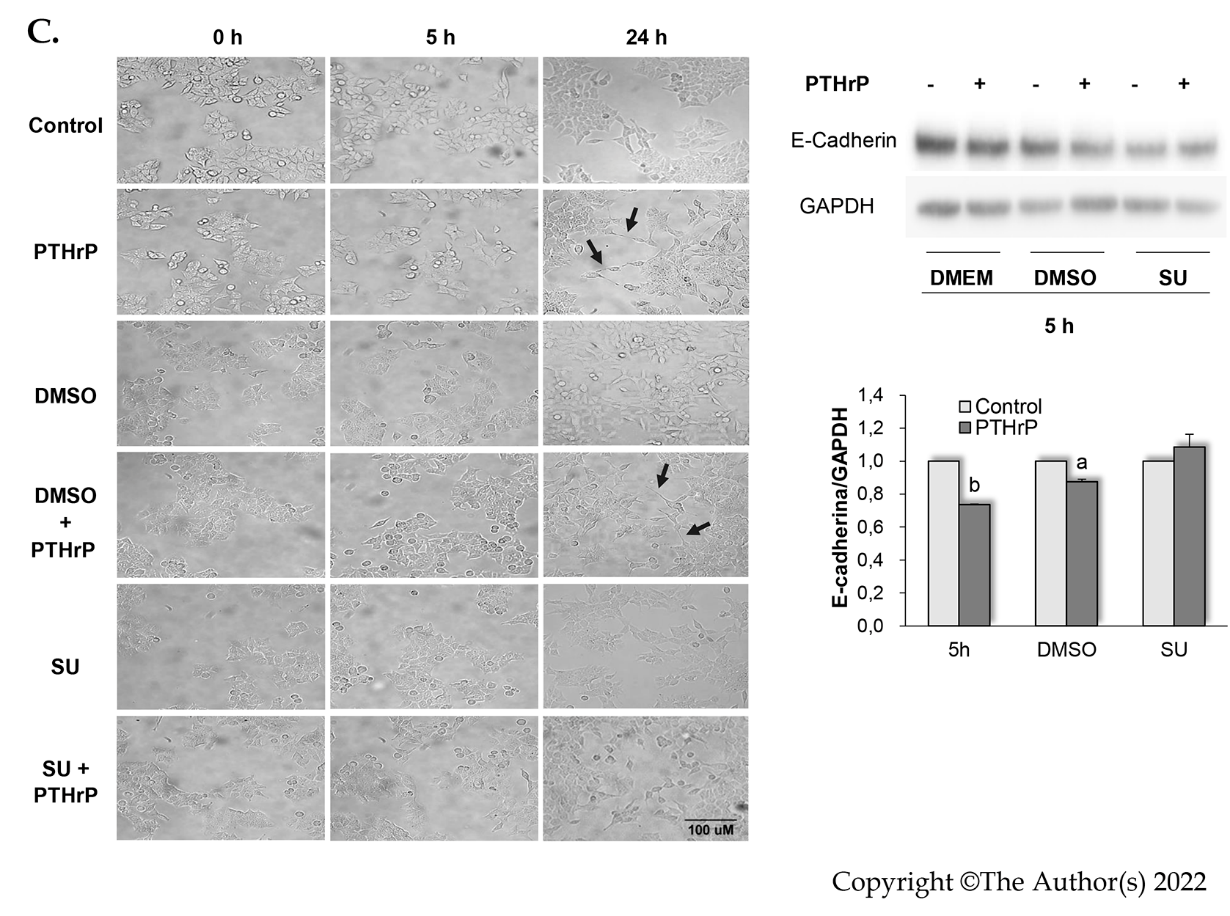 C.
0 h 5 h 24 h
Control
PTHrP
DMSO
DMSO
+
PTHrP
SU
SU +
PTHrP
100 uM
PTHrP - + - + - +
E-Cadherin
GAPDH
DMEM DMSO SU
5 h
E-cadherina/GAPDH
1,4
1,2
1,0
0,8
0,6
0,4
0,2
0,0
Control
PTHrP
b
a
5h DMSO SU
Copyright ©The Author(s) 2022